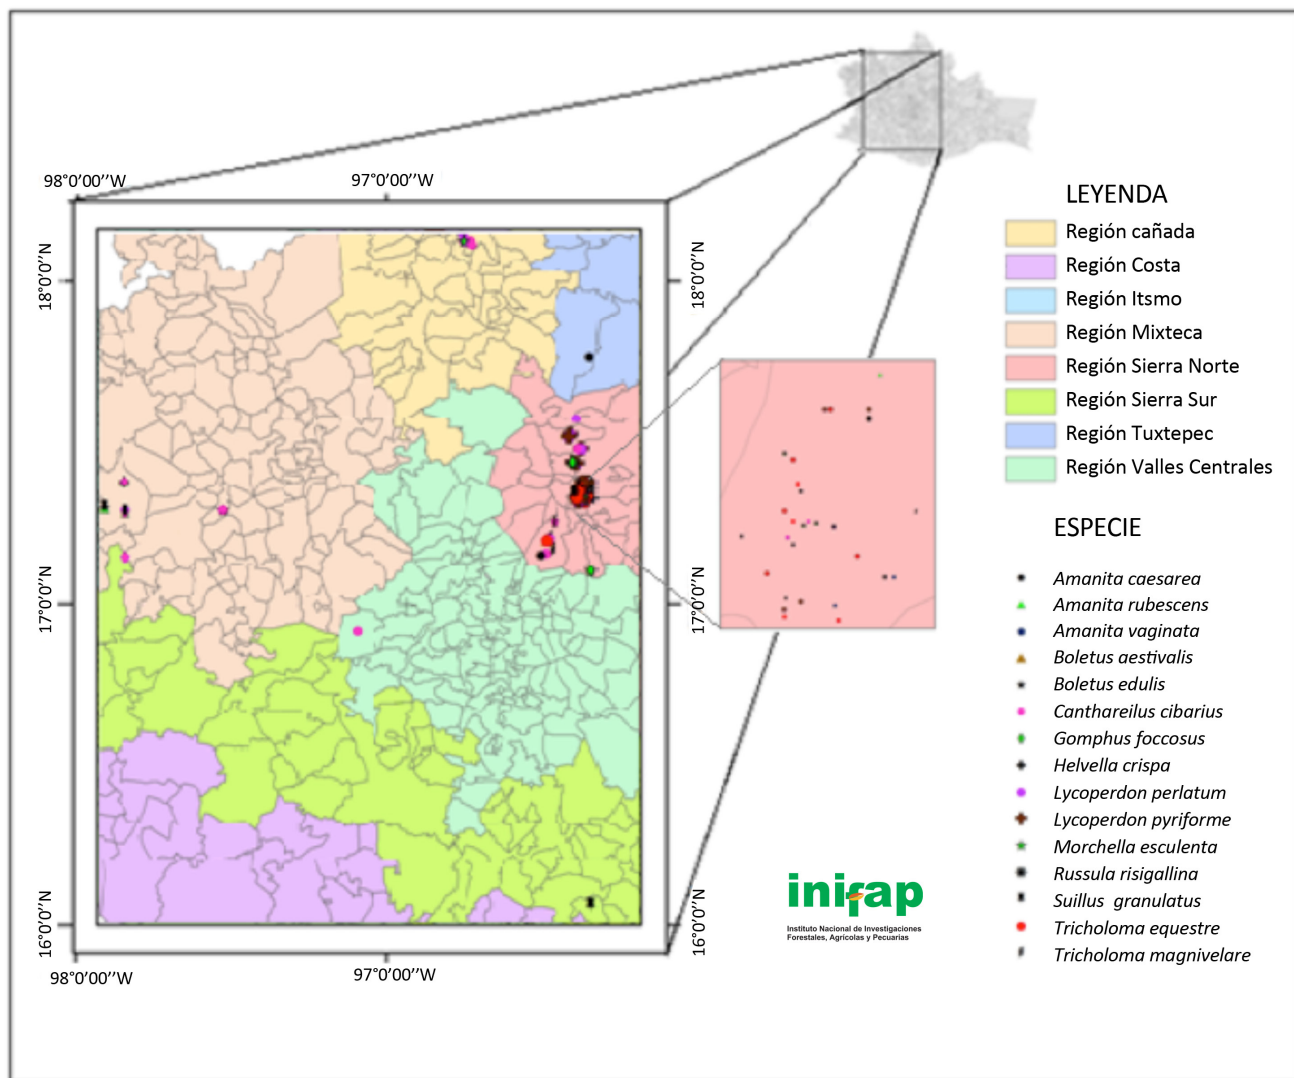 98°0'00''W
97°0'00''W
18°0'0''N
18°0'0''N
17°0'0''N
17°0'0''N
16°0'0''N
16°0'0''N
98°0'00''W
97°0'00''W
LEYENDA
Región cañada
Región Costa
Región Itsmo
Región Mixteca
Región Sierra Norte
Región Sierra Sur
Región Tuxtepec
Región Valles Centrales
ESPECIE
Amanita caesarea
Amanita rubescens
Amanita vaginata
Boletus aestivalis
Boletus edulis
Canthareilus cibarius
Gomphus foccosus
Helvella crispa
Lycoperdon perlatum
Lycoperdon pyriforme
Morchella esculenta
Russula risigallina
Suillus granulatus
Tricholoma equestre
Tricholoma magnivelare
inifap
Instituto Nacional de Investigaciones
Forestales, Agrícolas y Pecuarias